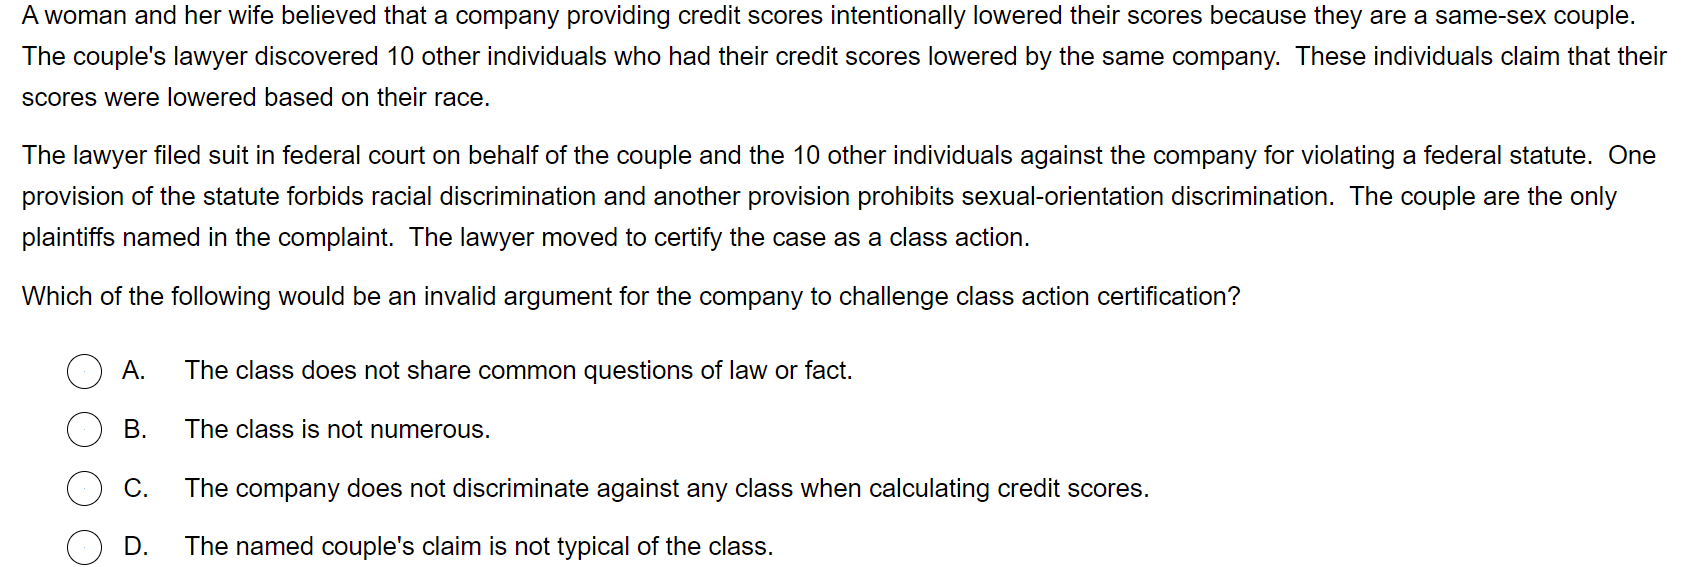 A woman and her wife believed that a company providing credit scores intentionally lowered their scores because they are a same-sex couple.
The couple's lawyer discovered 10 other individuals who had their credit scores lowered by the same company.  These individuals claim that their
scores were lowered based on their race.
The lawyer filed suit in federal court on behalf of the couple and the 10 other individuals against the company for violating a federal statute.  One
provision of the statute forbids racial discrimination and another provision prohibits sexual-orientation discrimination.  The couple are the only
plaintiffs named in the complaint.  The lawyer moved to certify the case as a class action.
Which of the following would be an invalid argument for the company to challenge class action certification?
A. The class does not share common questions of law or fact.
B. The class is not numerous.
C. The company does not discriminate against any class when calculating credit scores.
D. The named couple's claim is not typical of the class.